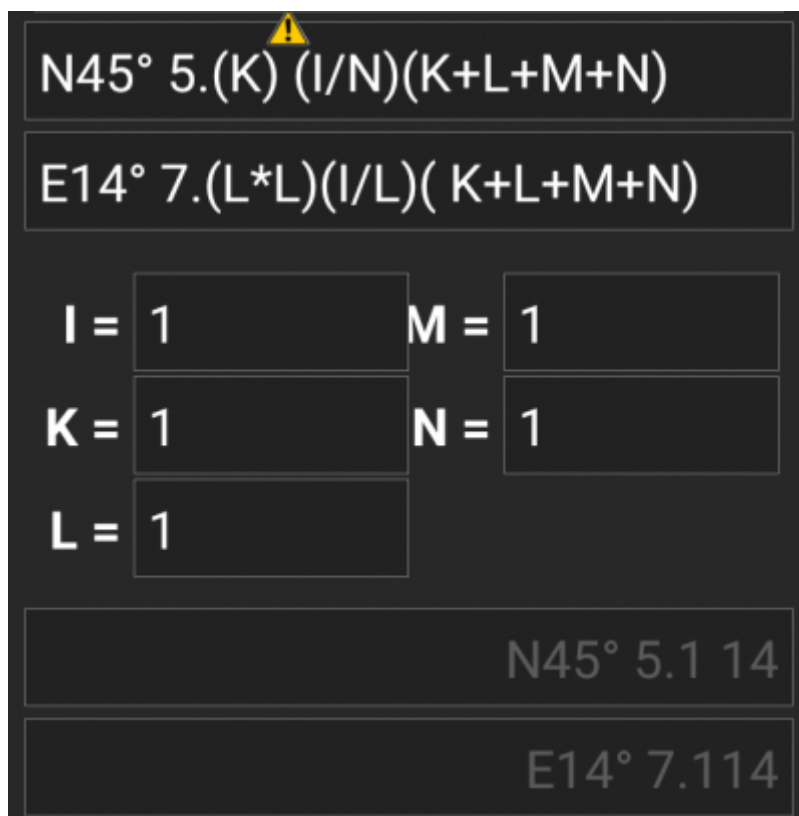 N45° 5.(K) (I/N)(K+L+M+N)
E14° 7.(L*L)(I/L)( K+L+M+N)
I = 1 M = 1
K = 1 N = 1
L = 1
N45° 5.1 14
E14° 7.114